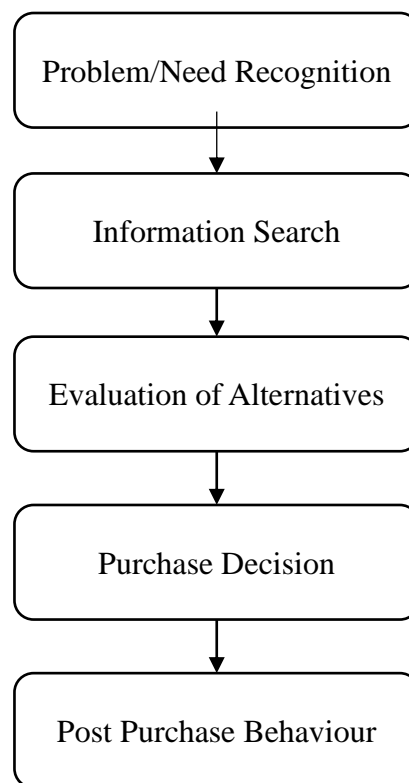 Problem/Need Recognition
Information Search
Evaluation of Alternatives
Purchase Decision
Post Purchase Behaviour